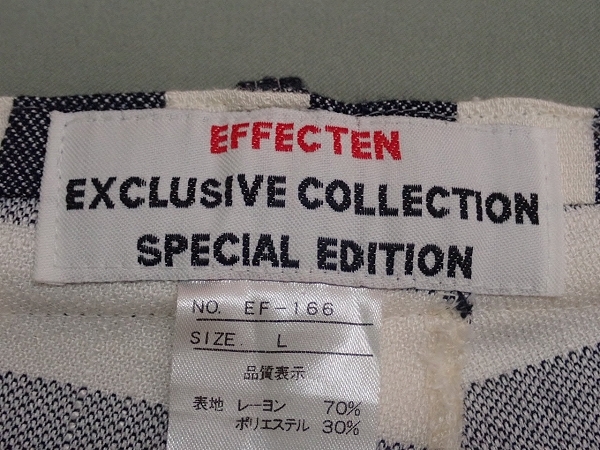 EFFECTEN
EXCLUSIVE COLLECTION
SPECIAL EDITION
NO. EF-166
SIZE. L
品質表示
表地 レーヨン 70%
ポリエステル 30%